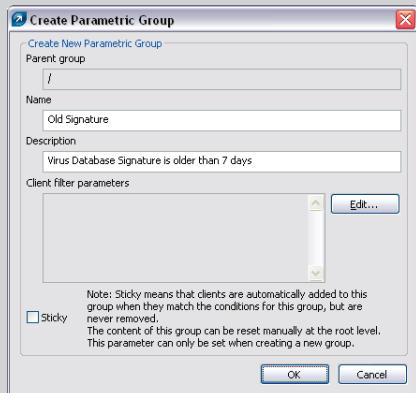 Create Parametric Group
Create New Parametric Group
Parent group
/
Name
Old Signature
Description
Virus Database Signature is older than 7 days
Client filter parameters
Edit...
Sticky
Note: Sticky means that clients are automatically added to this
group when they match the conditions for this group, but are
never removed.
The content of this group can be reset manually at the root level.
This parameter can only be set when creating a new group.
OK
Cancel